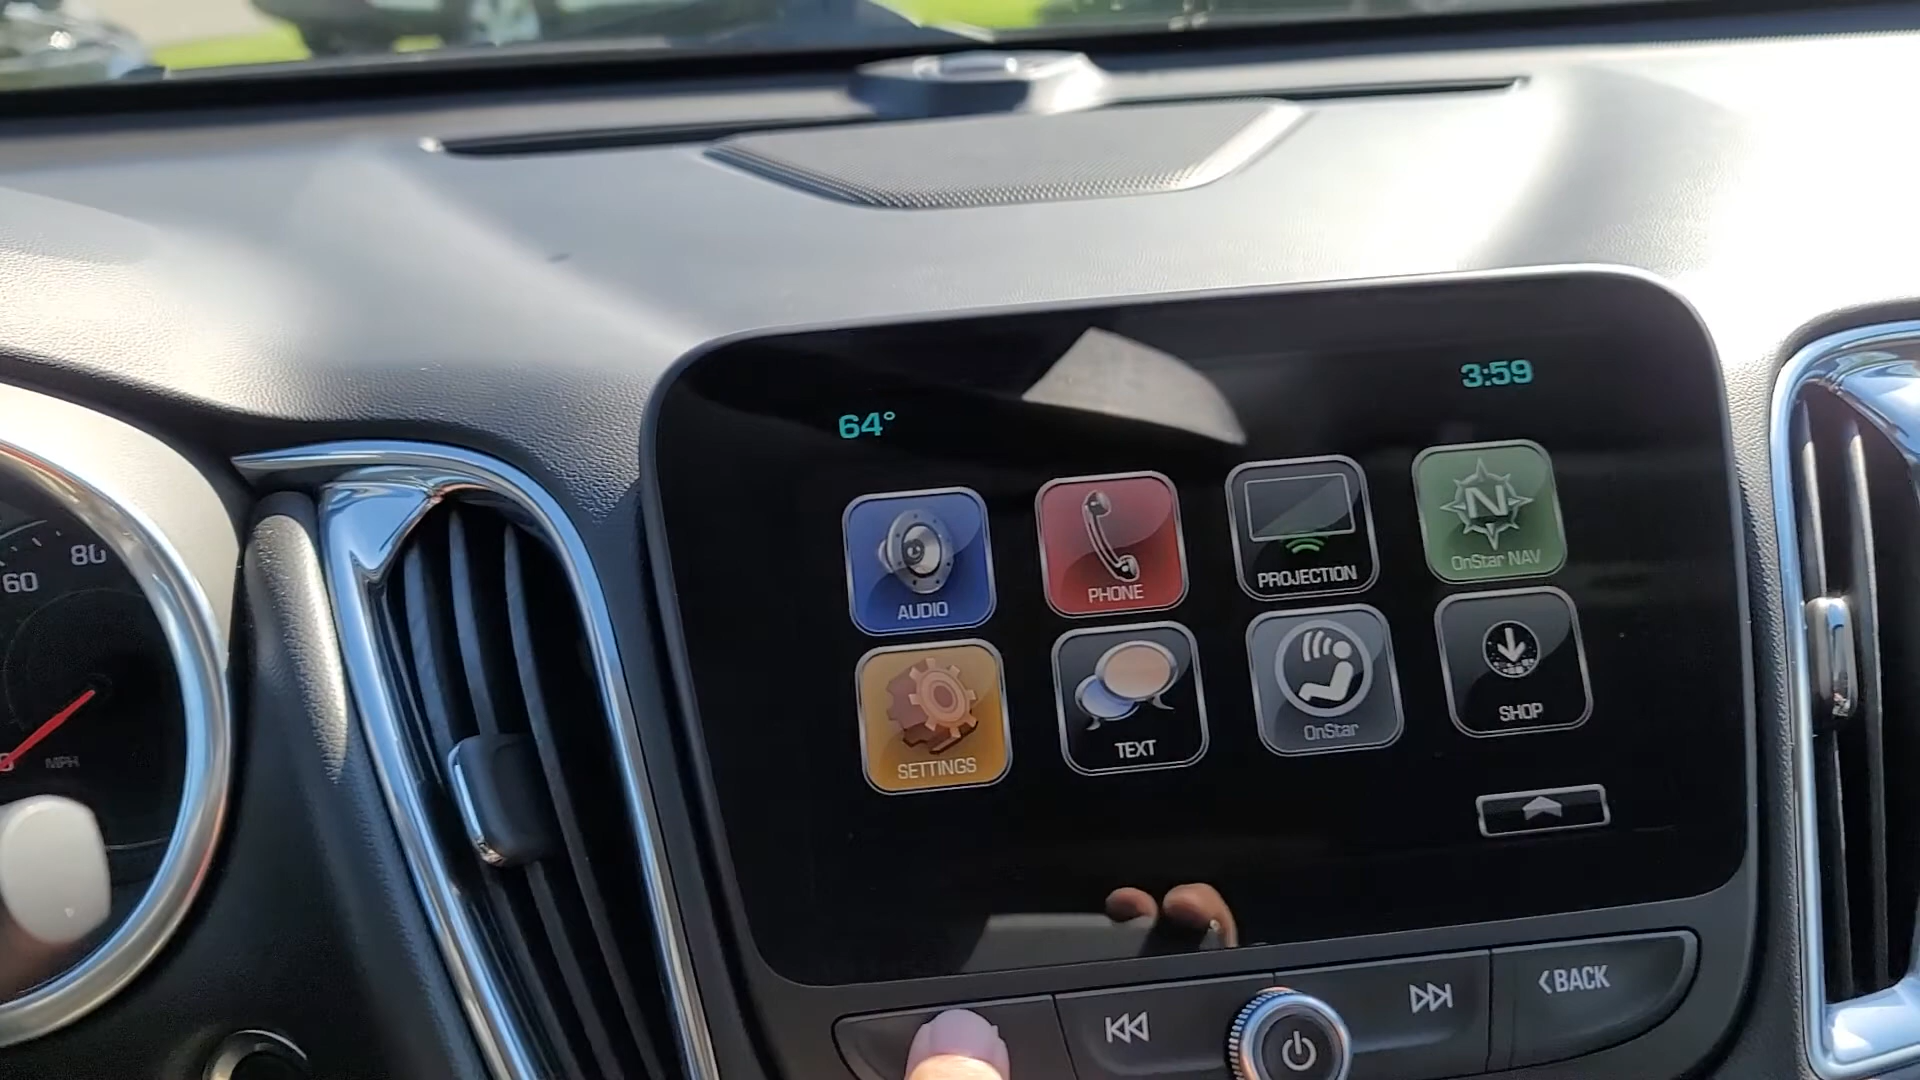 64°
3:59
AUDIO
PHONE
PROJECTION
N
OnStar NAV
SETTINGS
TEXT
OnStar
SHOP
BACK
60
80
MPH